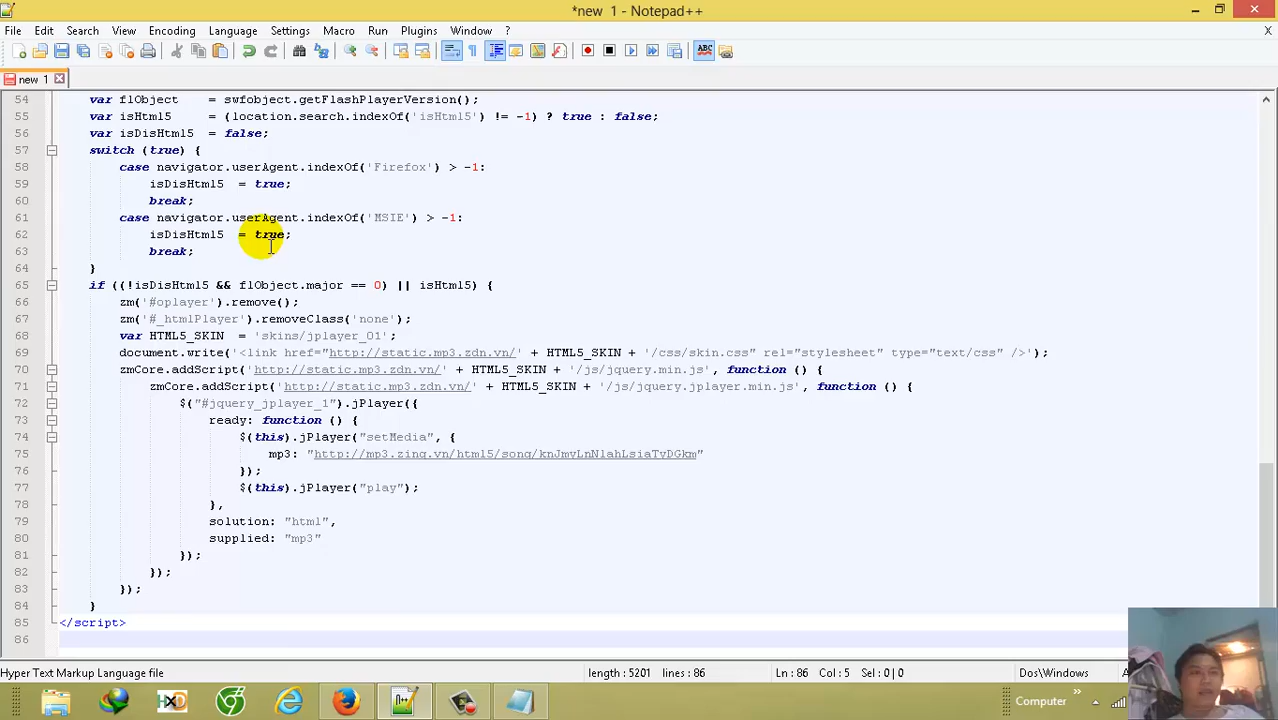 *new 1 - Notepad++
File Edit Search View Encoding Language Settings Macro Run Plugins Window ? X
new 1
54 var flObject = swfobject.getFlashPlayerVersion();
55 var isHtml5 = (location.search.indexOf('isHtml5') != -1) ? true : false;
56 var isDisHtml5 = false;
57 switch (true) {
58 case navigator.userAgent.indexOf('Firefox') > -1:
59 isDisHtml5 = true;
60 break;
61 case navigator.userAgent.indexOf('MSIE') > -1:
62 isDisHtml5 = true;
63 break;
64 }
65 if ((!isDisHtml5 && flObject.major == 0) || isHtml5) {
66 zm('#oplayer').remove();
67 zm('#_htmlPlayer').removeClass('none');
68 var HTML5_SKIN = 'skins/jplayer_01';
69 document.write('<link href="http://static.mp3.zdn.vn/' + HTML5_SKIN + '/css/skin.css" rel="stylesheet" type="text/css" />');
70 zmCore.addScript('http://static.mp3.zdn.vn/' + HTML5_SKIN + '/js/jquery.min.js', function () {
71 zmCore.addScript('http://static.mp3.zdn.vn/' + HTML5_SKIN + '/js/jquery.jplayer.min.js', function () {
72 $("#jquery_jplayer_1").jPlayer({
73 ready: function () {
74 $(this).jPlayer("setMedia", {
75 mp3: "http://mp3.zing.vn/html5/song/knJmvLnNlahLsiaTvDGkm"
76 });
77 $(this).jPlayer("play");
78 },
79 solution: "html",
80 supplied: "mp3"
81 });
82 });
83 });
84 }
85 </script>
86
Hyper Text Markup Language file length : 5201 lines : 86 Ln : 86 Col : 5 Sel : 0 | 0 Dos\Windows
Computer